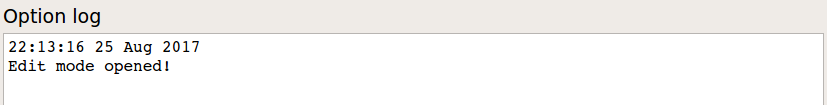 Option log
22:13:16 25 Aug 2017
Edit mode opened!